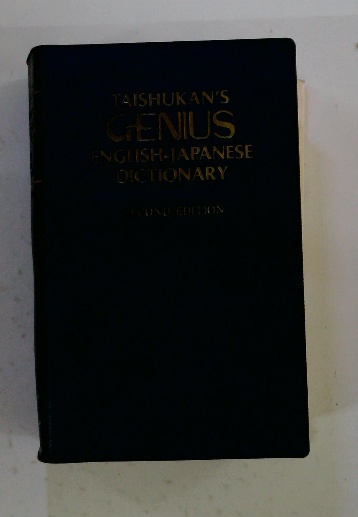 TAISHUKAN'S
GENIUS
ENGLISH-JAPANESE
DICTIONARY
SECOND EDITION